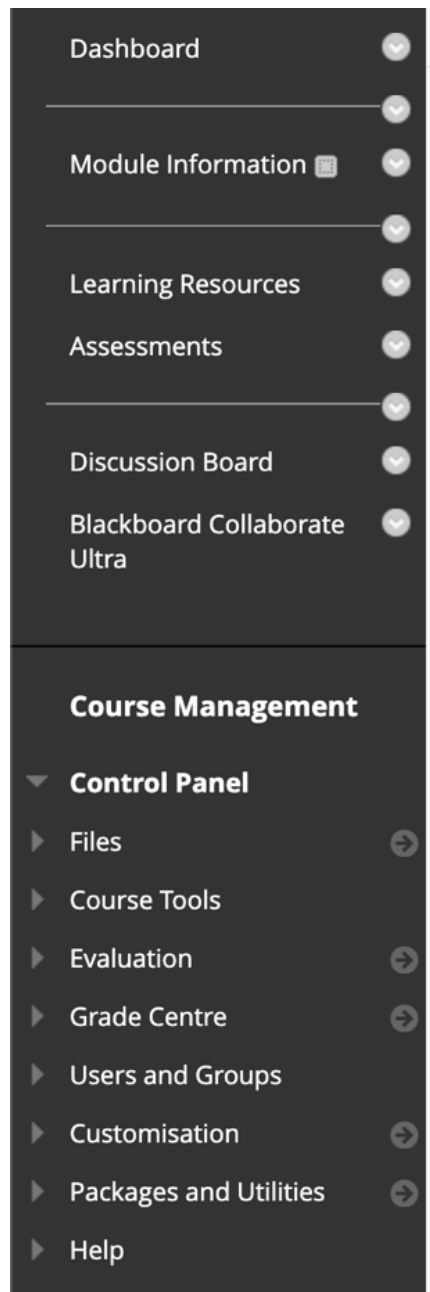 Dashboard
Module Information
Learning Resources
Assessments
Discussion Board
Blackboard Collaborate
Ultra
Course Management
Control Panel
Files
Course Tools
Evaluation
Grade Centre
Users and Groups
Customisation
Packages and Utilities
Help